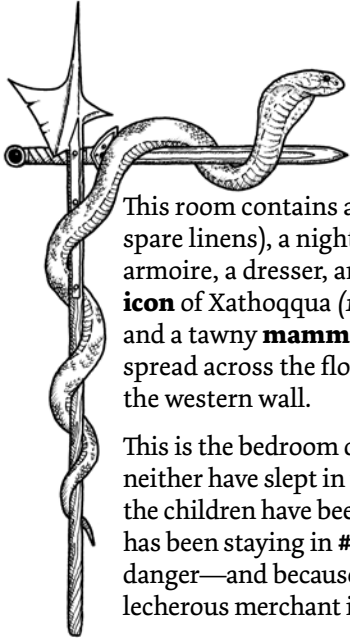 This room contains a
spare linens), a night
armoire, a dresser, a
icon of Xathoqqua (
and a tawny mamm
spread across the flo
the western wall.
This is the bedroom
neither have slept in
the children have bee
has been staying in #
danger—and because
lecherous merchant i